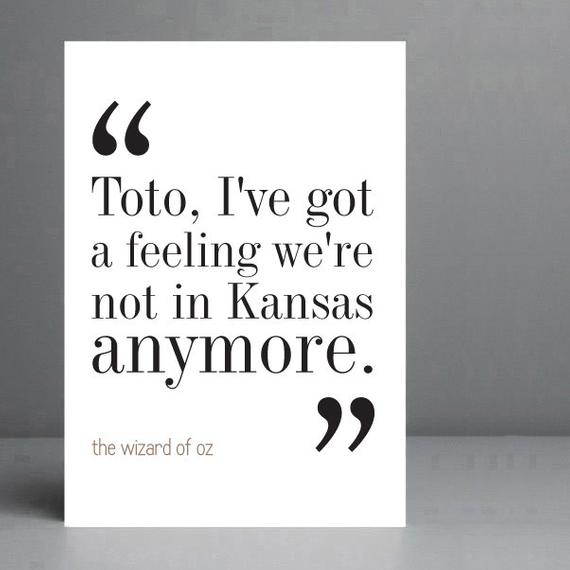 “
Toto, I've got
a feeling we're
not in Kansas
anymore.
”
the wizard of oz